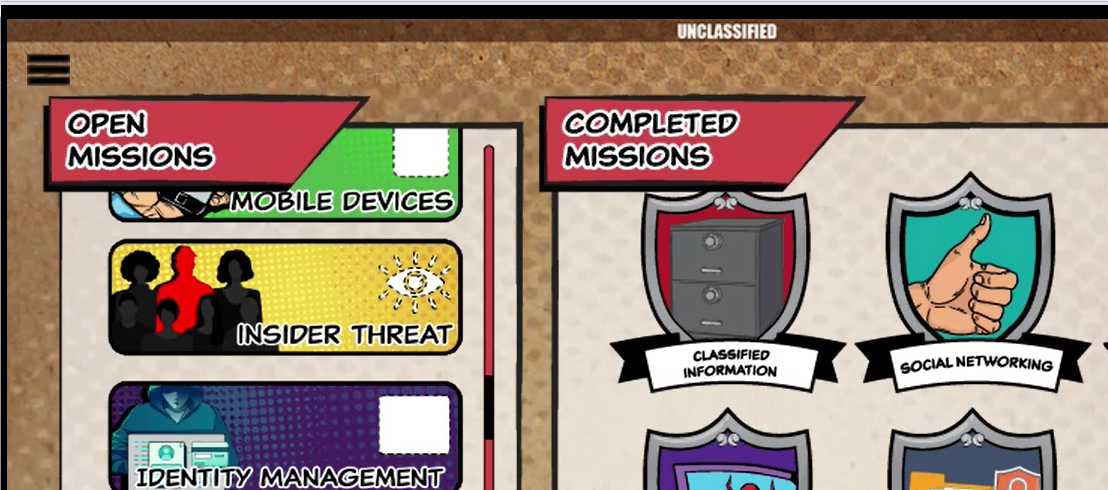 UNCLASSIFIED
OPEN
MISSIONS
MOBILE DEVICES
INSIDER THREAT
IDENTITY MANAGEMENT
COMPLETED
MISSIONS
CLASSIFIED
INFORMATION
SOCIAL NETWORKING